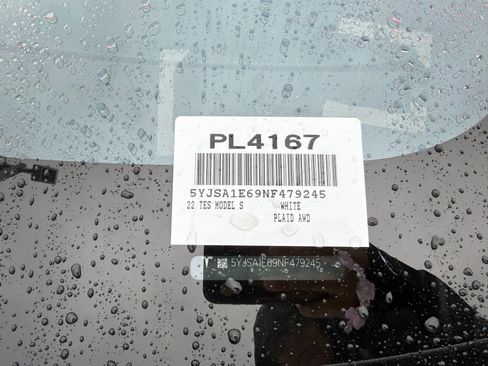 PL4167
5YJSA1E69NF479245
22 TES MODEL S WHITE
PLAID AWD
5YJSA1E69NF479245